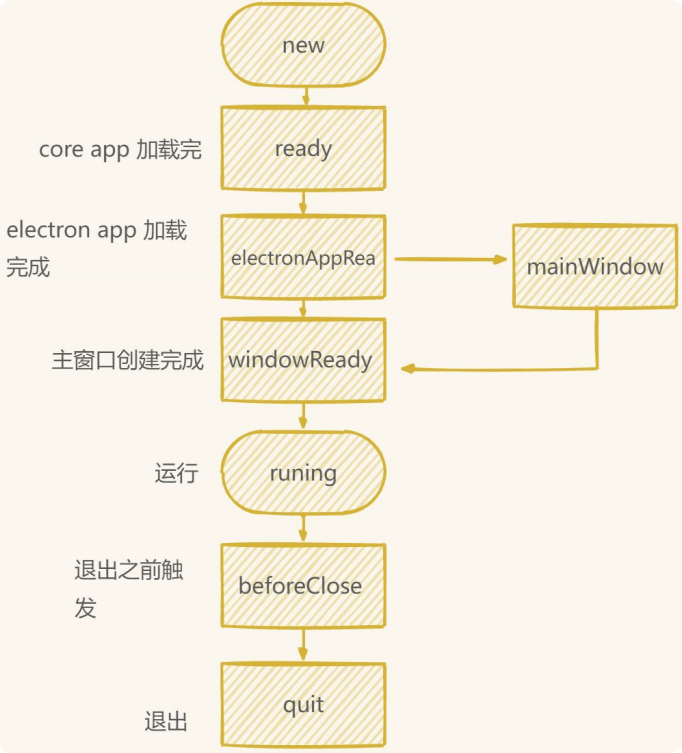 new
core app 加载完
ready
electron app 加载
完成
electronAppRea
mainWindow
主窗口创建完成
windowReady
运行
runing
退出之前触
发
beforeClose
退出
quit